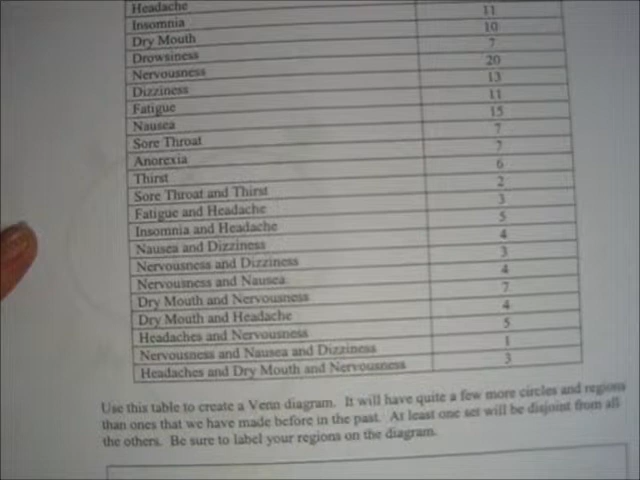 Headache
Insomnia 11
Dry Mouth 10
Drowsiness 7
Nervousness 20
Dizziness 13
Fatigue 11
Nausea 15
Sore Throat 7
Anorexia 7
Thirst 6
Sore Throat and Thirst 2
Fatigue and Headache 3
Insomnia and Headache 5
Nausea and Dizziness 4
Nervousness and Dizziness 3
Nervousness and Nausea 4
Dry Mouth and Nervousness 7
Dry Mouth and Headache 4
Headaches and Nervousness 5
Nervousness and Nausea and Dizziness 1
Headaches and Dry Mouth and Nervousness 3
Use this table to create a Venn diagram. It will have quite a few more circles and regions
than ones that we have made before in the past. At least one set will be disjoint from all
the others. Be sure to label your regions on the diagram.